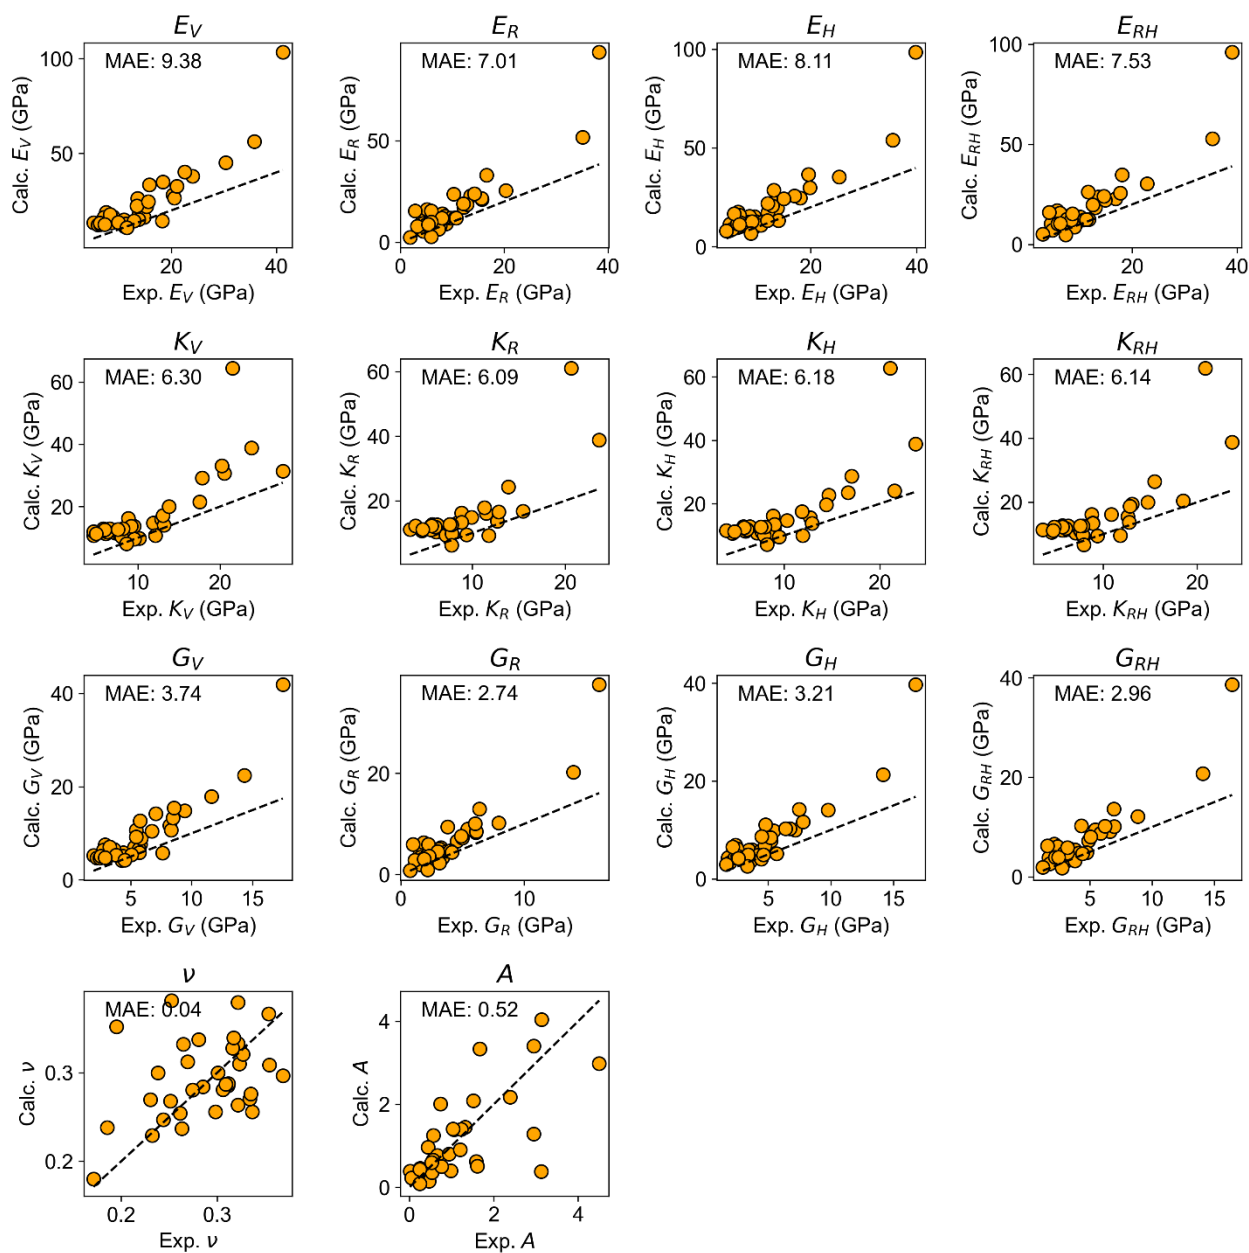 E_V
MAE: 9.38
100
50
20
40
Calc. E_V (GPa)
Exp. E_V (GPa)
E_R
MAE: 7.01
50
0
0
20
40
Calc. E_R (GPa)
Exp. E_R (GPa)
E_H
MAE: 8.11
100
50
0
20
40
Calc. E_H (GPa)
Exp. E_H (GPa)
E_RH
MAE: 7.53
100
50
0
20
40
Calc. E_RH (GPa)
Exp. E_RH (GPa)
K_V
MAE: 6.30
60
40
20
10
20
Calc. K_V (GPa)
Exp. K_V (GPa)
K_R
MAE: 6.09
60
40
20
10
20
Calc. K_R (GPa)
Exp. K_R (GPa)
K_H
MAE: 6.18
60
40
20
10
20
Calc. K_H (GPa)
Exp. K_H (GPa)
K_RH
MAE: 6.14
60
40
20
10
20
Calc. K_RH (GPa)
Exp. K_RH (GPa)
G_V
MAE: 3.74
40
20
0
5
10
15
Calc. G_V (GPa)
Exp. G_V (GPa)
G_R
MAE: 2.74
20
0
0
10
Calc. G_R (GPa)
Exp. G_R (GPa)
G_H
MAE: 3.21
40
20
0
5
10
15
Calc. G_H (GPa)
Exp. G_H (GPa)
G_RH
MAE: 2.96
40
20
0
5
10
15
Calc. G_RH (GPa)
Exp. G_RH (GPa)
ν
MAE: 0.04
0.3
0.2
0.2
0.3
Calc. ν
Exp. ν
A
MAE: 0.52
4
2
0
0
2
4
Calc. A
Exp. A